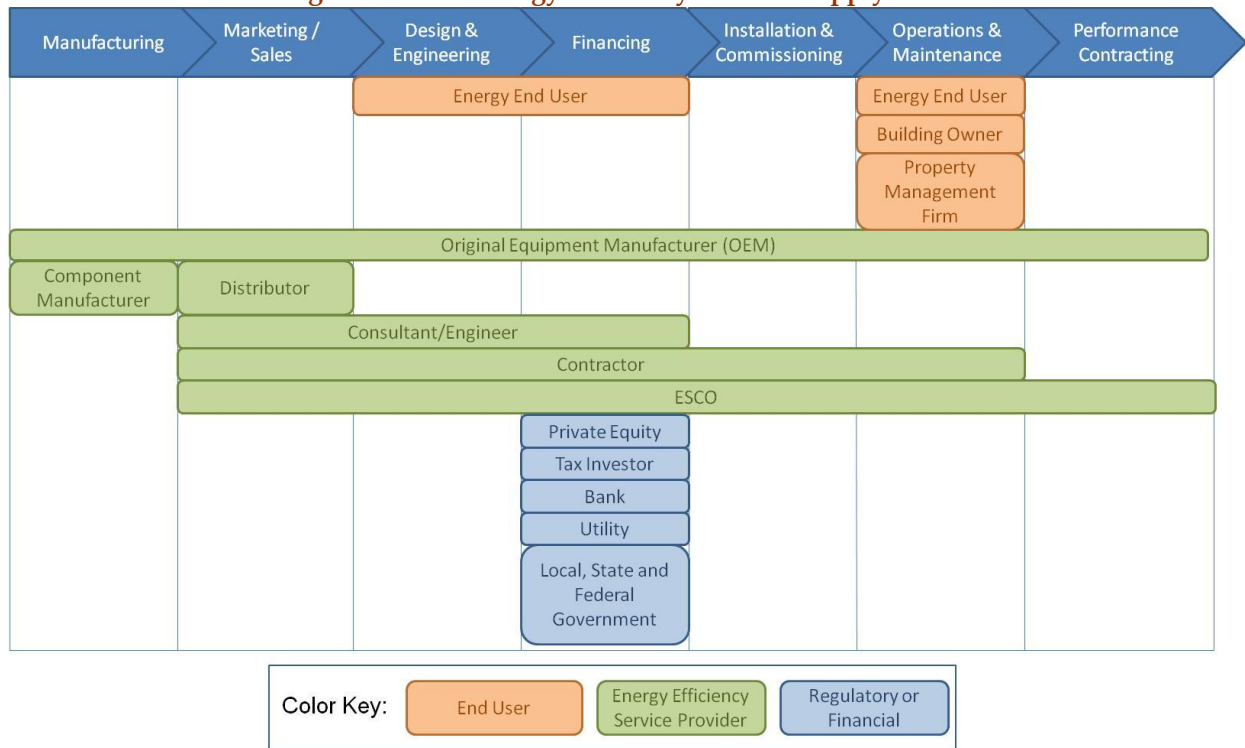 Manufacturing
Marketing /
Sales
Design &
Engineering
Financing
Installation &
Commissioning
Operations &
Maintenance
Performance
Contracting
Energy End User
Energy End User
Building Owner
Property
Management
Firm
Original Equipment Manufacturer (OEM)
Component
Manufacturer
Distributor
Consultant/Engineer
Contractor
ESCO
Private Equity
Tax Investor
Bank
Utility
Local, State and
Federal
Government
Color Key:
End User
Energy Efficiency
Service Provider
Regulatory or
Financial